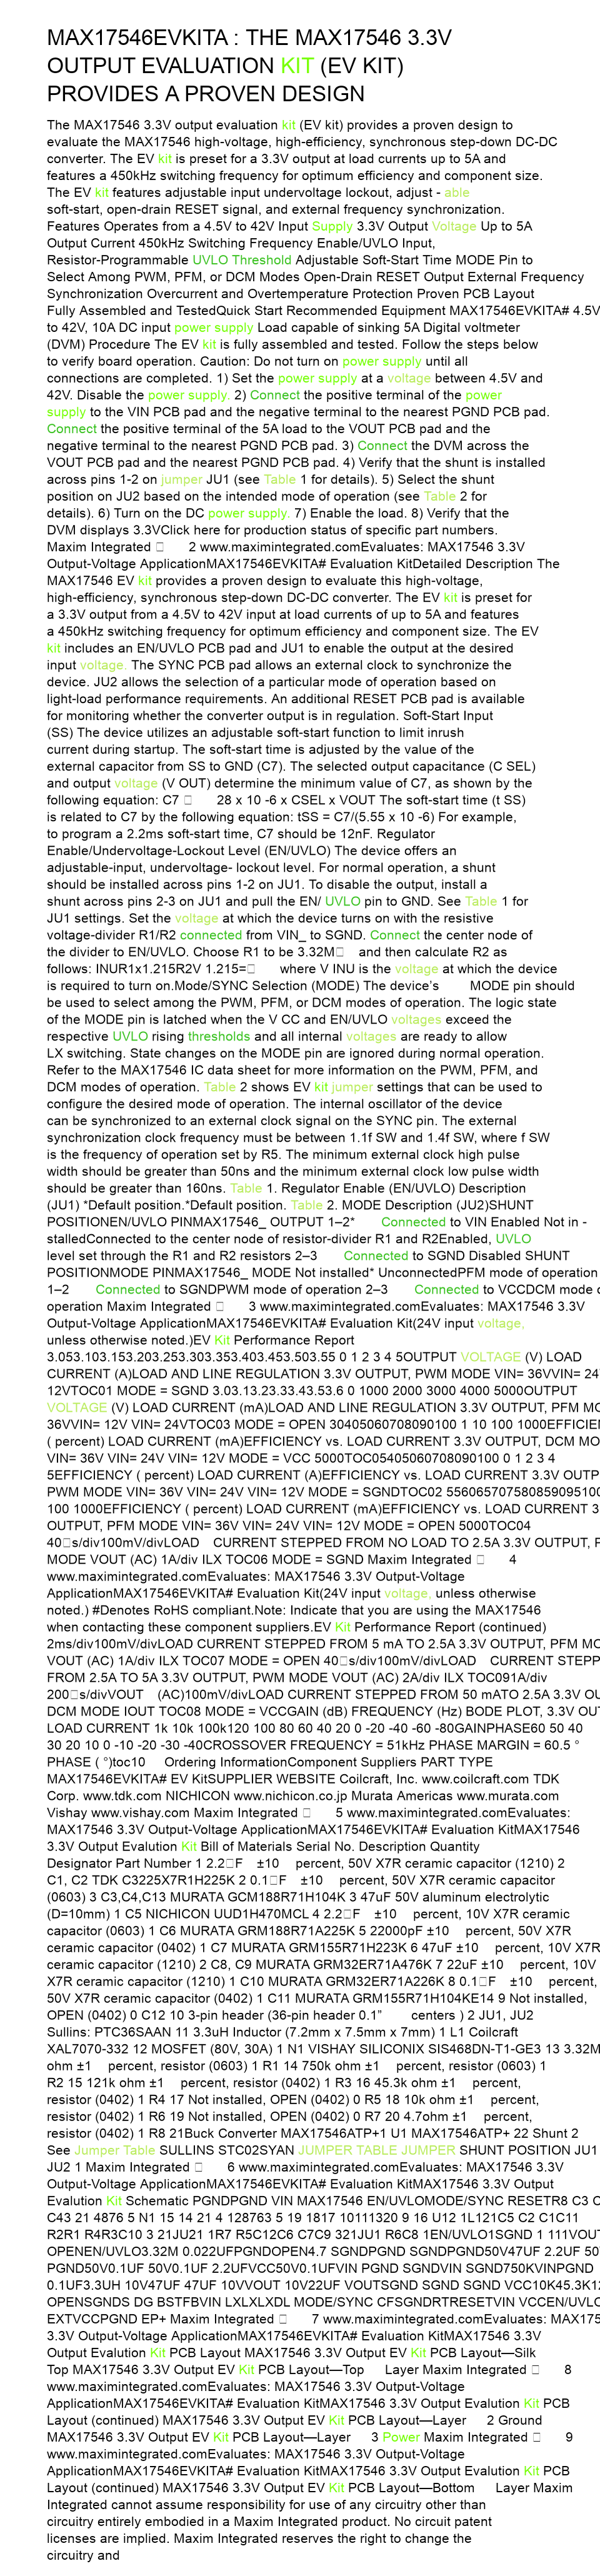 MAX17546EVKITA : THE MAX17546 3.3V
OUTPUT EVALUATION KIT (EV KIT)
PROVIDES A PROVEN DESIGN
The MAX17546 3.3V output evaluation kit (EV kit) provides a proven design to
evaluate the MAX17546 high-voltage, high-efficiency, synchronous step-down DC-DC
converter. The EV kit is preset for a 3.3V output at load currents up to 5A and
features a 450kHz switching frequency for optimum efficiency and component size.
The EV kit features adjustable input undervoltage lockout, adjust - able
soft-start, open-drain RESET signal, and external frequency synchronization.
Features Operates from a 4.5V to 42V Input Supply 3.3V Output Voltage Up to 5A
Output Current 450kHz Switching Frequency Enable/UVLO Input,
Resistor-Programmable UVLO Threshold Adjustable Soft-Start Time MODE Pin to
Select Among PWM, PFM, or DCM Modes Open-Drain RESET Output External Frequency
Synchronization Overcurrent and Overtemperature Protection Proven PCB Layout
Fully Assembled and TestedQuick Start Recommended Equipment MAX17546EVKITA# 4.5V
to 42V, 10A DC input power supply Load capable of sinking 5A Digital voltmeter
(DVM) Procedure The EV kit is fully assembled and tested. Follow the steps below
to verify board operation. Caution: Do not turn on power supply until all
connections are completed. 1) Set the power supply at a voltage between 4.5V and
42V. Disable the power supply. 2) Connect the positive terminal of the power
supply to the VIN PCB pad and the negative terminal to the nearest PGND PCB pad.
Connect the positive terminal of the 5A load to the VOUT PCB pad and the
negative terminal to the nearest PGND PCB pad. 3) Connect the DVM across the
VOUT PCB pad and the nearest PGND PCB pad. 4) Verify that the shunt is installed
across pins 1-2 on jumper JU1 (see Table 1 for details). 5) Select the shunt
position on JU2 based on the intended mode of operation (see Table 2 for
details). 6) Turn on the DC power supply. 7) Enable the load. 8) Verify that the
DVM displays 3.3VClick here for production status of specific part numbers.
Maxim Integrated □ 2 www.maximintegrated.comEvaluates: MAX17546 3.3V
Output-Voltage ApplicationMAX17546EVKITA# Evaluation KitDetailed Description The
MAX17546 EV kit provides a proven design to evaluate this high-voltage,
high-efficiency, synchronous step-down DC-DC converter. The EV kit is preset for
a 3.3V output from a 4.5V to 42V input at load currents of up to 5A and features
a 450kHz switching frequency for optimum efficiency and component size. The EV
kit includes an EN/UVLO PCB pad and JU1 to enable the output at the desired
input voltage. The SYNC PCB pad allows an external clock to synchronize the
device. JU2 allows the selection of a particular mode of operation based on
light-load performance requirements. An additional RESET PCB pad is available
for monitoring whether the converter output is in regulation. Soft-Start Input
(SS) The device utilizes an adjustable soft-start function to limit inrush
current during startup. The soft-start time is adjusted by the value of the
external capacitor from SS to GND (C7). The selected output capacitance (C SEL)
and output voltage (V OUT) determine the minimum value of C7, as shown by the
following equation: C7 □ 28 x 10 -6 x CSEL x VOUT The soft-start time (t SS)
is related to C7 by the following equation: tSS = C7/(5.55 x 10 -6) For example,
to program a 2.2ms soft-start time, C7 should be 12nF. Regulator
Enable/Undervoltage-Lockout Level (EN/UVLO) The device offers an
adjustable-input, undervoltage- lockout level. For normal operation, a shunt
should be installed across pins 1-2 on JU1. To disable the output, install a
shunt across pins 2-3 on JU1 and pull the EN/ UVLO pin to GND. See Table 1 for
JU1 settings. Set the voltage at which the device turns on with the resistive
voltage-divider R1/R2 connected from VIN_ to SGND. Connect the center node of
the divider to EN/UVLO. Choose R1 to be 3.32M□ and then calculate R2 as
follows: INUR1x1.215R2V 1.215=□ where V INU is the voltage at which the device
is required to turn on.Mode/SYNC Selection (MODE) The device's MODE pin should
be used to select among the PWM, PFM, or DCM modes of operation. The logic state
of the MODE pin is latched when the V CC and EN/UVLO voltages exceed the
respective UVLO rising thresholds and all internal voltages are ready to allow
LX switching. State changes on the MODE pin are ignored during normal operation.
Refer to the MAX17546 IC data sheet for more information on the PWM, PFM, and
DCM modes of operation. Table 2 shows EV kit jumper settings that can be used to
configure the desired mode of operation. The internal oscillator of the device
can be synchronized to an external clock signal on the SYNC pin. The external
synchronization clock frequency must be between 1.1f SW and 1.4f SW, where f SW
is the frequency of operation set by R5. The minimum external clock high pulse
width should be greater than 50ns and the minimum external clock low pulse width
should be greater than 160ns. Table 1. Regulator Enable (EN/UVLO) Description
(JU1) *Default position.*Default position. Table 2. MODE Description (JU2)SHUNT
POSITIONEN/UVLO PINMAX17546_ OUTPUT 1–2* Connected to VIN Enabled Not in -
stalledConnected to the center node of resistor-divider R1 and R2Enabled, UVLO
level set through the R1 and R2 resistors 2–3 Connected to SGND Disabled SHUNT
POSITIONMODE PINMAX17546_ MODE Not installed* UnconnectedPFM mode of operation
1–2 Connected to SGNDPWM mode of operation 2–3 Connected to VCCDCM mode o
operation Maxim Integrated □ 3 www.maximintegrated.comEvaluates: MAX17546 3.3V
Output-Voltage ApplicationMAX17546EVKITA# Evaluation Kit(24V input voltage,
unless otherwise noted.)EV Kit Performance Report
3.053.103.153.203.253.303.353.403.453.503.55 0 1 2 3 4 5OUTPUT VOLTAGE (V) LOAD
CURRENT (A)LOAD AND LINE REGULATION 3.3V OUTPUT, PWM MODE VIN= 36VVIN= 24V
12VTOC01 MODE = SGND 3.03.13.23.33.43.53.6 0 1000 2000 3000 4000 5000OUTPUT
VOLTAGE (V) LOAD CURRENT (mA)LOAD AND LINE REGULATION 3.3V OUTPUT, PFM MO
36VVIN= 12V VIN= 24VTOC03 MODE = OPEN 30405060708090100 1 10 100 1000EFFICIEN
( percent) LOAD CURRENT (mA)EFFICIENCY vs. LOAD CURRENT 3.3V OUTPUT, DCM MO
VIN= 36V VIN= 24V VIN= 12V MODE = VCC 5000TOC05405060708090100 0 1 2 3 4
5EFFICIENCY ( percent) LOAD CURRENT (A)EFFICIENCY vs. LOAD CURRENT 3.3V OUTP
PWM MODE VIN= 36V VIN= 24V VIN= 12V MODE = SGNDTOC02 556065707580859095100
100 1000EFFICIENCY ( percent) LOAD CURRENT (mA)EFFICIENCY vs. LOAD CURRENT 3
OUTPUT, PFM MODE VIN= 36V VIN= 24V VIN= 12V MODE = OPEN 5000TOC04
40□s/div100mV/divLOAD CURRENT STEPPED FROM NO LOAD TO 2.5A 3.3V OUTPUT, P
MODE VOUT (AC) 1A/div ILX TOC06 MODE = SGND Maxim Integrated □ 4
www.maximintegrated.comEvaluates: MAX17546 3.3V Output-Voltage
ApplicationMAX17546EVKITA# Evaluation Kit(24V input voltage, unless otherwise
noted.) #Denotes RoHS compliant.Note: Indicate that you are using the MAX17546
when contacting these component suppliers.EV Kit Performance Report (continued)
2ms/div100mV/divLOAD CURRENT STEPPED FROM 5 mA TO 2.5A 3.3V OUTPUT, PFM MO
VOUT (AC) 1A/div ILX TOC07 MODE = OPEN 40□s/div100mV/divLOAD CURRENT STEPP
FROM 2.5A TO 5A 3.3V OUTPUT, PWM MODE VOUT (AC) 2A/div ILX TOC091A/div
200□s/divVOUT (AC)100mV/divLOAD CURRENT STEPPED FROM 50 mATO 2.5A 3.3V OU
DCM MODE IOUT TOC08 MODE = VCCGAIN (dB) FREQUENCY (Hz) BODE PLOT, 3.3V OUT
LOAD CURRENT 1k 10k 100k120 100 80 60 40 20 0 -20 -40 -60 -80GAINPHASE60 50 40
30 20 10 0 -10 -20 -30 -40CROSSOVER FREQUENCY = 51kHz PHASE MARGIN = 60.5 °
PHASE ( °)toc10 Ordering InformationComponent Suppliers PART TYPE
MAX17546EVKITA# EV KitSUPPLIER WEBSITE Coilcraft, Inc. www.coilcraft.com TDK
Corp. www.tdk.com NICHICON www.nichicon.co.jp Murata Americas www.murata.com
Vishay www.vishay.com Maxim Integrated □ 5 www.maximintegrated.comEvaluates:
MAX17546 3.3V Output-Voltage ApplicationMAX17546EVKITA# Evaluation KitMAX17546
3.3V Output Evalution Kit Bill of Materials Serial No. Description Quantity
Designator Part Number 1 2.2□F ±10 percent, 50V X7R ceramic capacitor (1210) 2
C1, C2 TDK C3225X7R1H225K 2 0.1□F ±10 percent, 50V X7R ceramic capacitor
(0603) 3 C3,C4,C13 MURATA GCM188R71H104K 3 47uF 50V aluminum electrolytic
(D=10mm) 1 C5 NICHICON UUD1H470MCL 4 2.2□F ±10 percent, 10V X7R ceramic
capacitor (0603) 1 C6 MURATA GRM188R71A225K 5 22000pF ±10 percent, 50V X7R
ceramic capacitor (0402) 1 C7 MURATA GRM155R71H223K 6 47uF ±10 percent, 10V X7R
ceramic capacitor (1210) 2 C8, C9 MURATA GRM32ER71A476K 7 22uF ±10 percent, 10V
X7R ceramic capacitor (1210) 1 C10 MURATA GRM32ER71A226K 8 0.1□F ±10 percent,
50V X7R ceramic capacitor (0402) 1 C11 MURATA GRM155R71H104KE14 9 Not installed,
OPEN (0402) 0 C12 10 3-pin header (36-pin header 0.1” centers ) 2 JU1, JU2
Sullins: PTC36SAAN 11 3.3uH Inductor (7.2mm x 7.5mm x 7mm) 1 L1 Coilcraft
XAL7070-332 12 MOSFET (80V, 30A) 1 N1 VISHAY SILICONIX SIS468DN-T1-GE3 13 3.32M
ohm ±1 percent, resistor (0603) 1 R1 14 750k ohm ±1 percent, resistor (0603) 1
R2 15 121k ohm ±1 percent, resistor (0402) 1 R3 16 45.3k ohm ±1 percent,
resistor (0402) 1 R4 17 Not installed, OPEN (0402) 0 R5 18 10k ohm ±1 percent,
resistor (0402) 1 R6 19 Not installed, OPEN (0402) 0 R7 20 4.7ohm ±1 percent,
resistor (0402) 1 R8 21Buck Converter MAX17546ATP+1 U1 MAX17546ATP+ 22 Shunt 2
See Jumper Table SULLINS STC02SYAN JUMPER TABLE JUMPER SHUNT POSITION JU1
JU2 1 Maxim Integrated □ 6 www.maximintegrated.comEvaluates: MAX17546 3.3V
Output-Voltage ApplicationMAX17546EVKITA# Evaluation KitMAX17546 3.3V Output
Evalution Kit Schematic PGNDPGND VIN MAX17546 EN/UVLOMODE/SYNC RESETR8 C3 C
C43 21 4876 5 N1 15 14 21 4 128763 5 19 1817 10111320 9 16 U12 1L121C5 C2 C1C11
R2R1 R4R3C10 3 21JU21 1R7 R5C12C6 C7C9 321JU1 R6C8 1EN/UVLO1SGND 1 111VOUT
OPENEN/UVLO3.32M 0.022UFPGNDOPEN4.7 SGNDPGND SGNDPGND50V47UF 2.2UF 50
PGND50V0.1UF 50V0.1UF 2.2UFVCC50V0.1UFVIN PGND SGNDVIN SGND750KVINPGND
0.1UF3.3UH 10V47UF 47UF 10VVOUT 10V22UF VOUTSGND SGND SGND VCC10K45.3K12
OPENSGNDS DG BSTFBVIN LXLXLXDL MODE/SYNC CFSGNDRTRESETVIN VCCEN/UVLO
EXTVCCPGND EP+ Maxim Integrated □ 7 www.maximintegrated.comEvaluates: MAX175
3.3V Output-Voltage ApplicationMAX17546EVKITA# Evaluation KitMAX17546 3.3V
Output Evalution Kit PCB Layout MAX17546 3.3V Output EV Kit PCB Layout—Silk
Top MAX17546 3.3V Output EV Kit PCB Layout—Top Layer Maxim Integrated □ 8
www.maximintegrated.comEvaluates: MAX17546 3.3V Output-Voltage
ApplicationMAX17546EVKITA# Evaluation KitMAX17546 3.3V Output Evalution Kit PCB
Layout (continued) MAX17546 3.3V Output EV Kit PCB Layout—Layer 2 Ground
MAX17546 3.3V Output EV Kit PCB Layout—Layer 3 Power Maxim Integrated □ 9
www.maximintegrated.comEvaluates: MAX17546 3.3V Output-Voltage
ApplicationMAX17546EVKITA# Evaluation KitMAX17546 3.3V Output Evalution Kit PCB
Layout (continued) MAX17546 3.3V Output EV Kit PCB Layout—Bottom Layer Maxim
Integrated cannot assume responsibility for use of any circuitry other than
circuitry entirely embodied in a Maxim Integrated product. No circuit patent
licenses are implied. Maxim Integrated reserves the right to change the
circuitry and